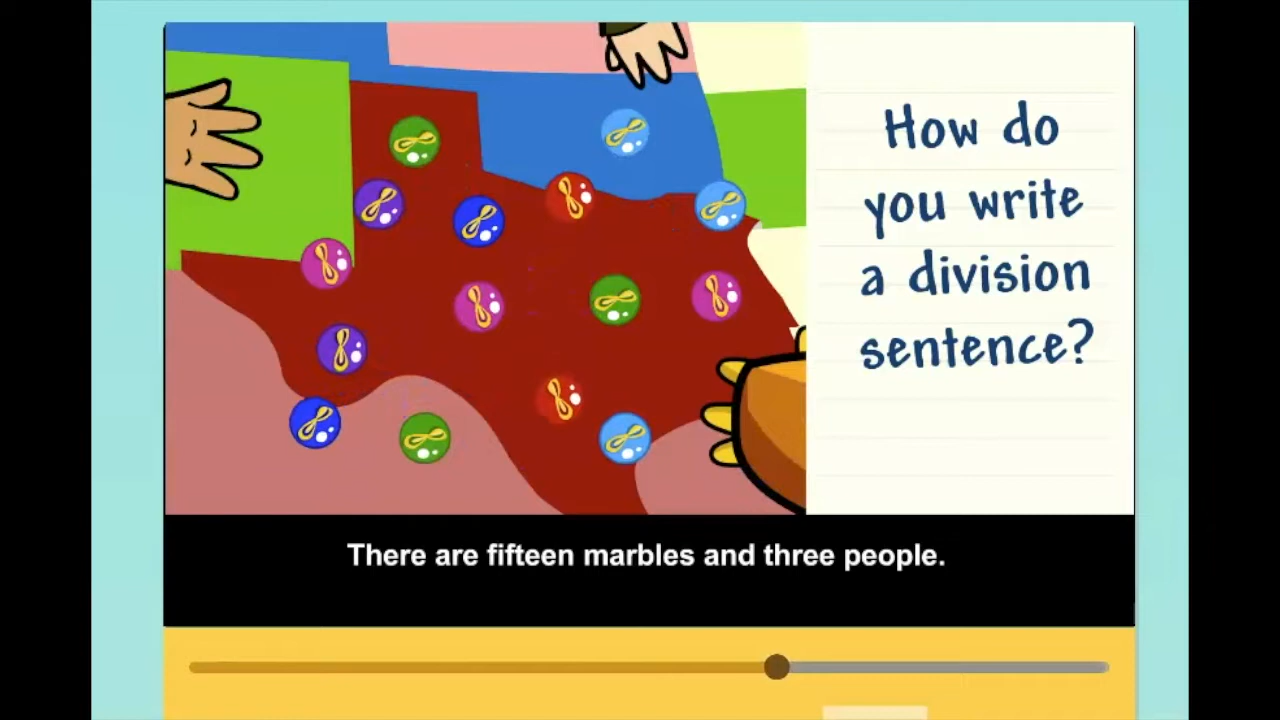 How do
you write
a division
sentence?
There are fifteen marbles and three people.